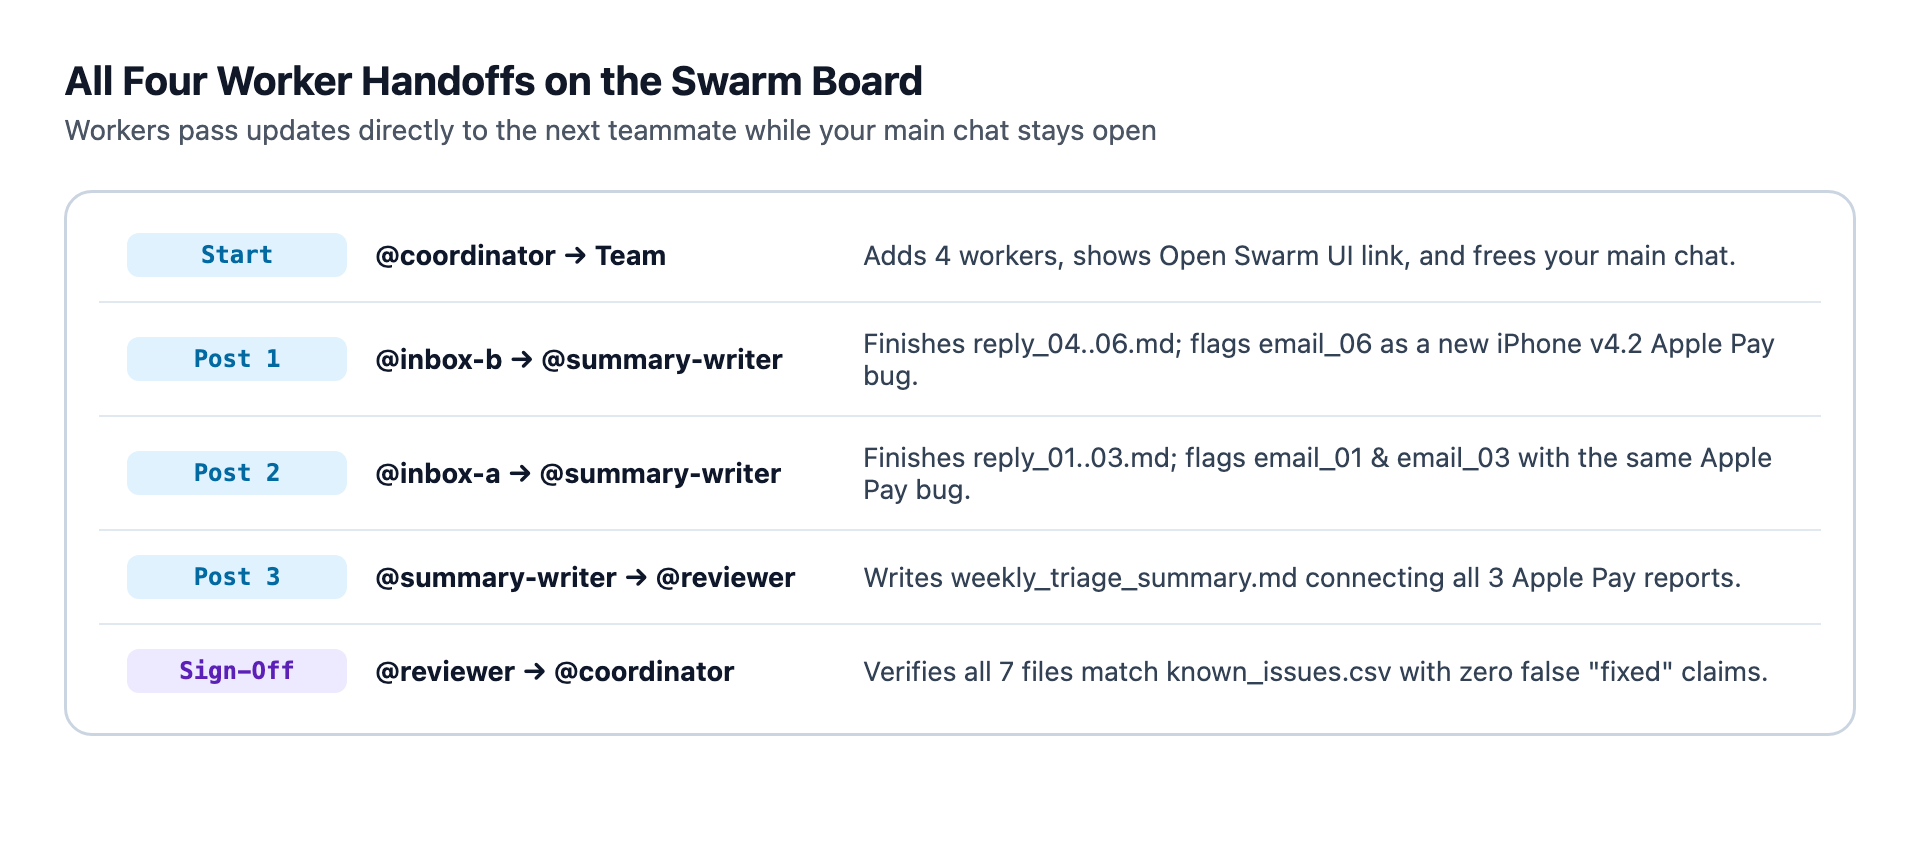 All Four Worker Handoffs on the Swarm Board
Workers pass updates directly to the next teammate while your main chat stays open
Start
@coordinator → Team
Adds 4 workers, shows Open Swarm UI link, and frees your main chat.
Post 1
@inbox-b → @summary-writer
Finishes reply_04..06.md; flags email_06 as a new iPhone v4.2 Apple Pay
bug.
Post 2
@inbox-a → @summary-writer
Finishes reply_01..03.md; flags email_01 & email_03 with the same Apple
Pay bug.
Post 3
@summary-writer → @reviewer
Writes weekly_triage_summary.md connecting all 3 Apple Pay reports.
Sign-Off
@reviewer → @coordinator
Verifies all 7 files match known_issues.csv with zero false "fixed" claims.